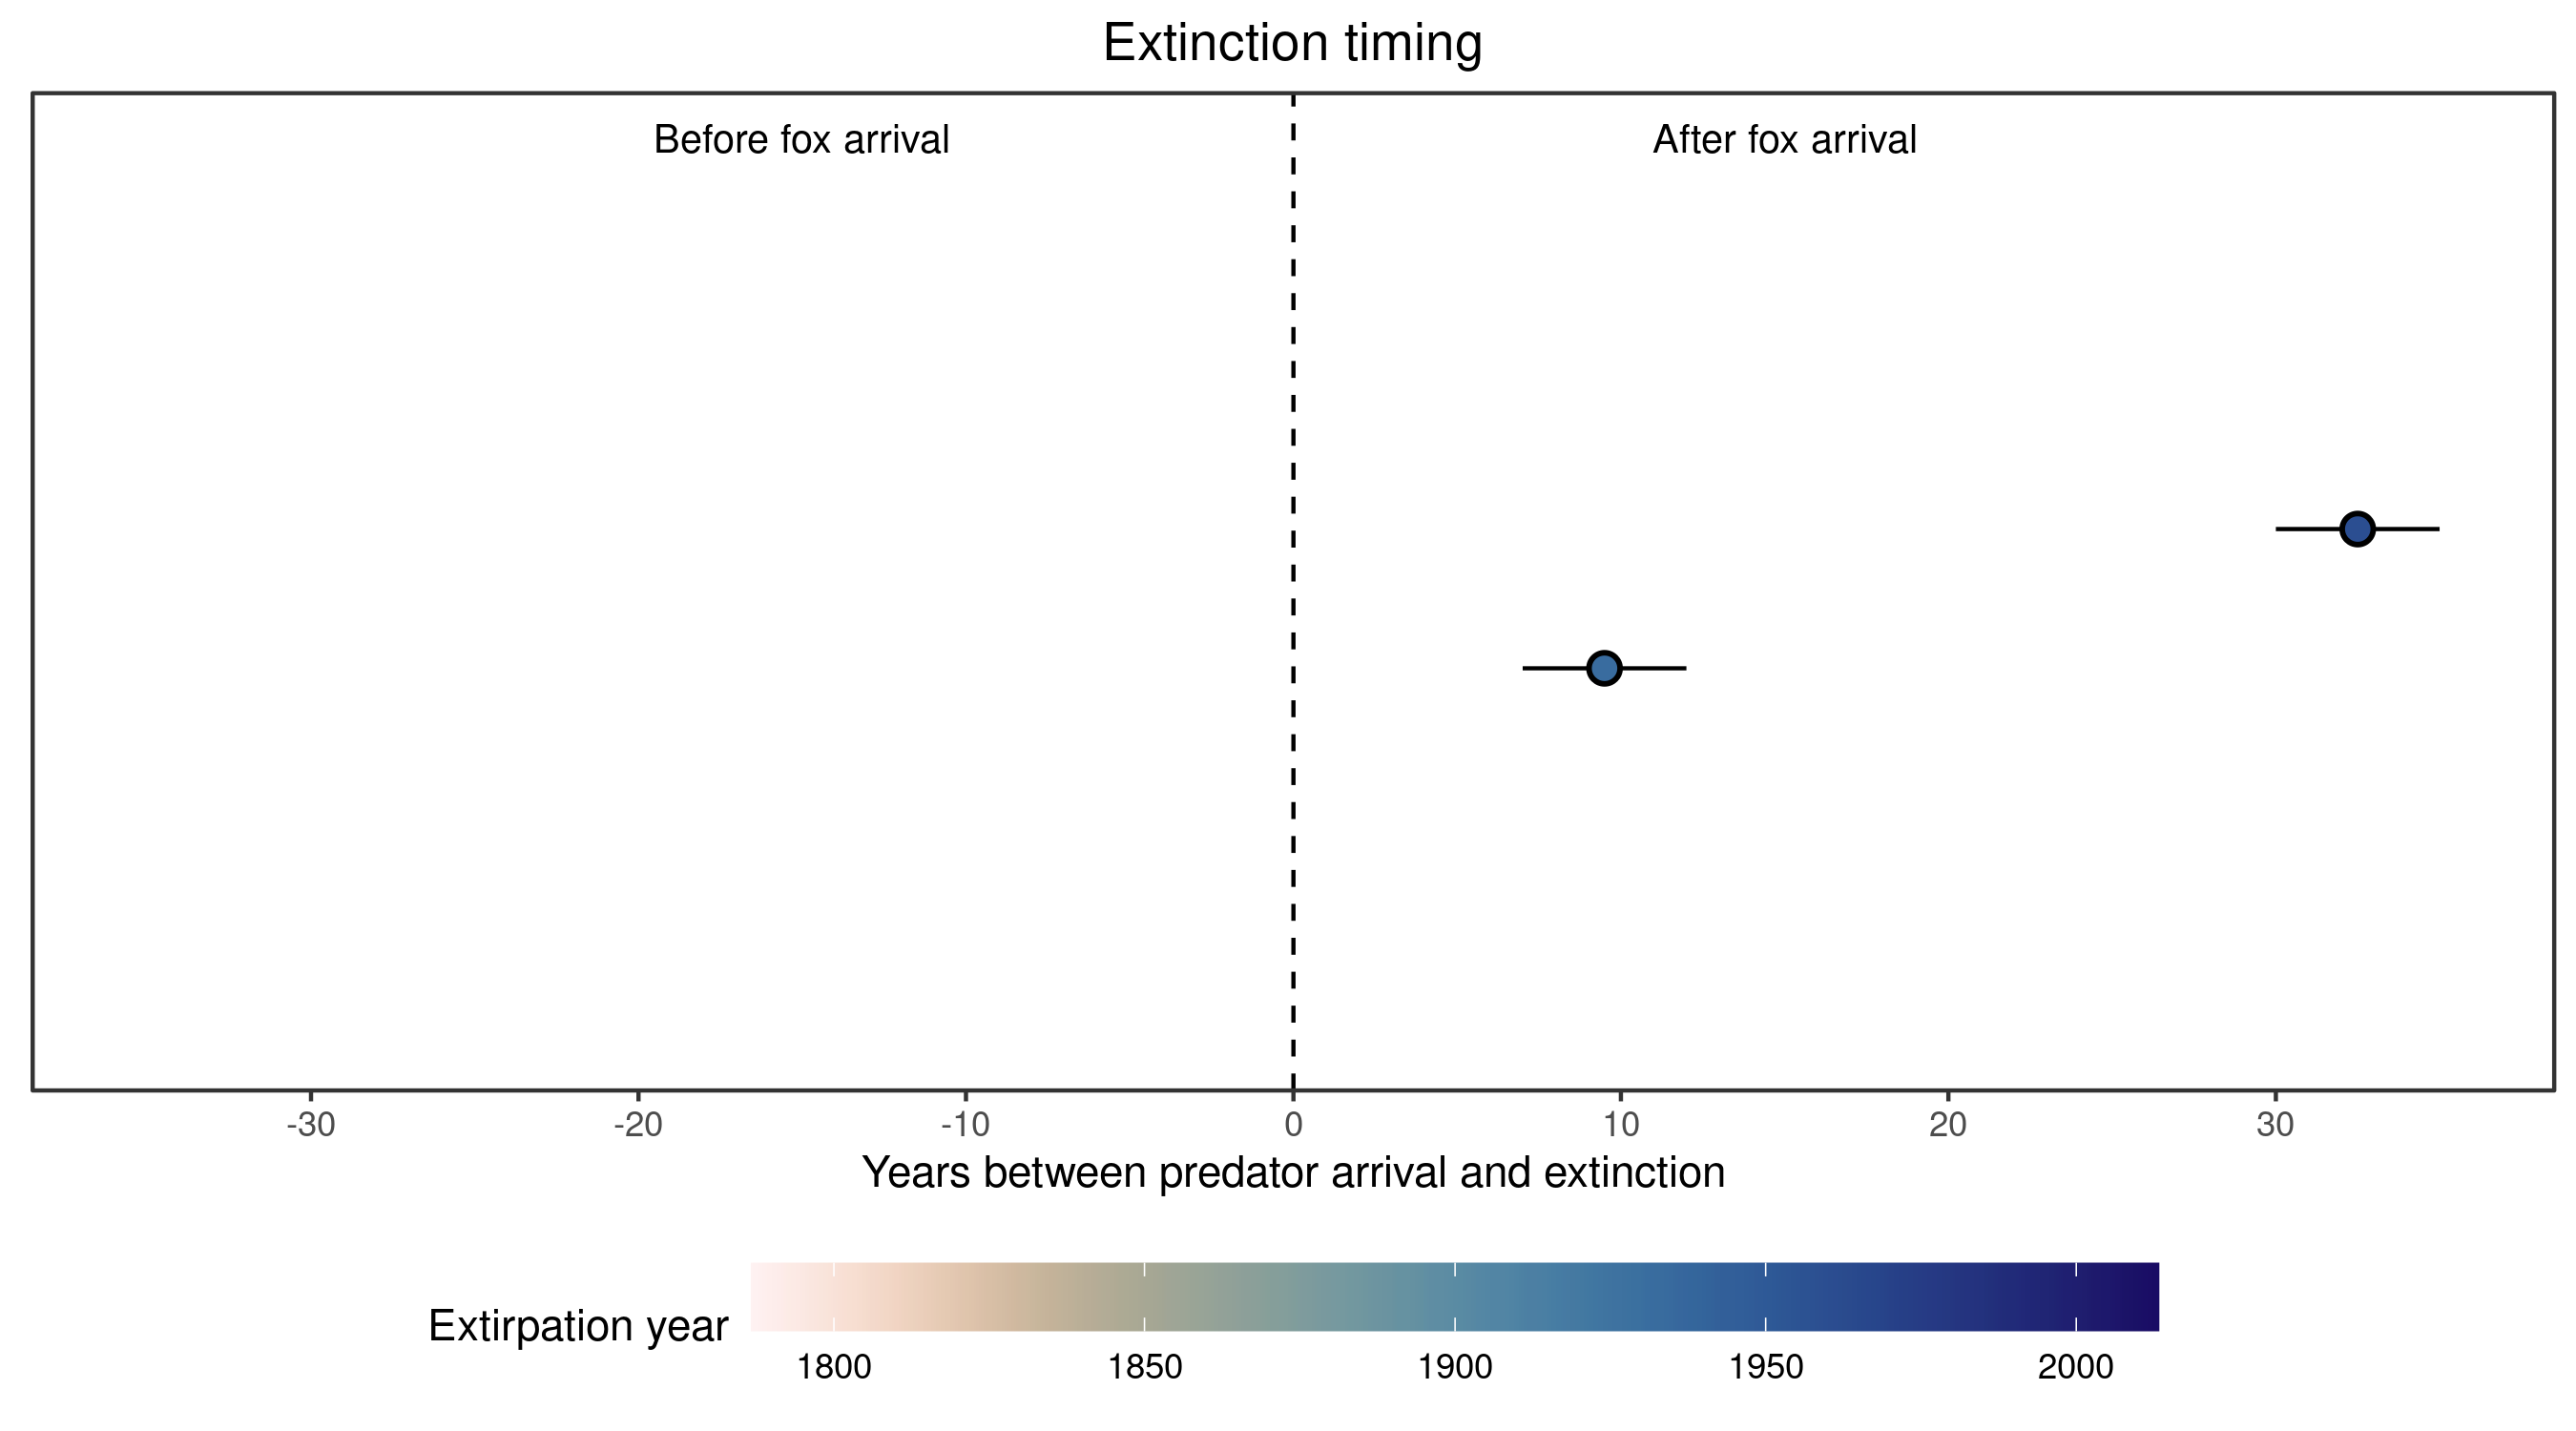 Extinction timing
Before fox arrival
After fox arrival
-30 -20 -10 0 10 20 30
Years between predator arrival and extinction
Extirpation year
1800 1850 1900 1950 2000